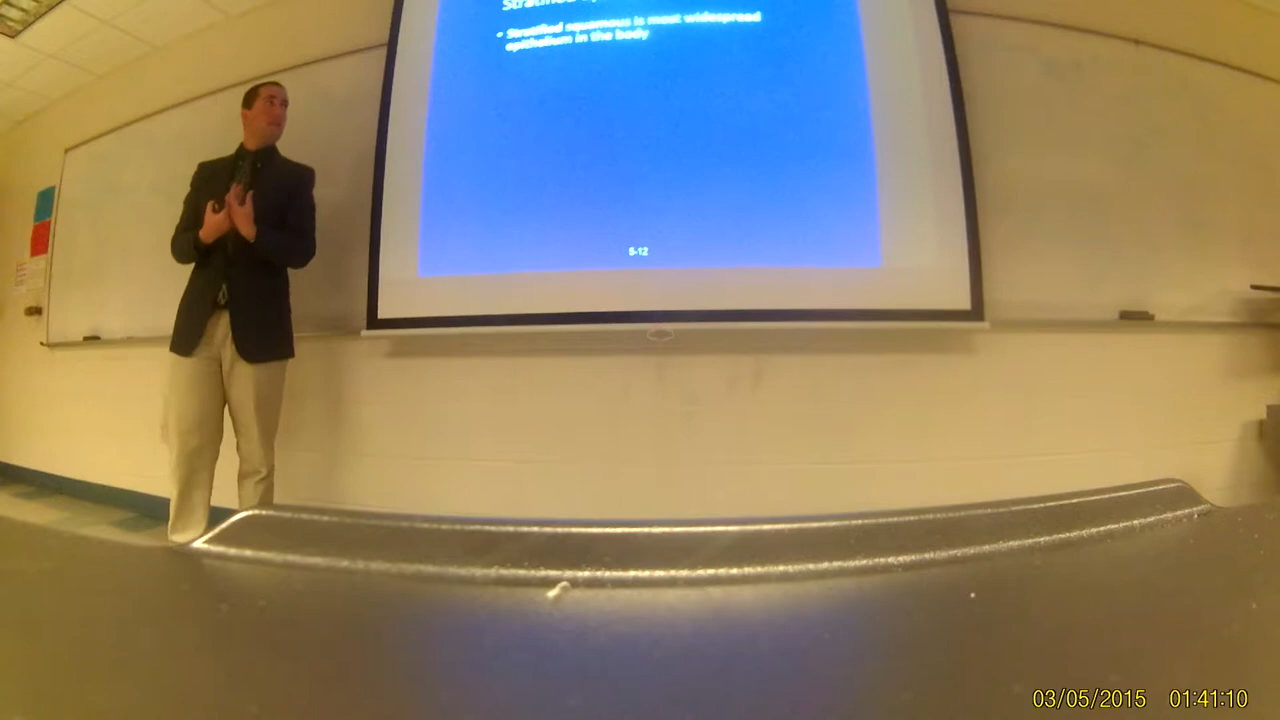 • Stratified squamous is most widespread
epithelium in the body
5-12
03/05/2015 01:41:10